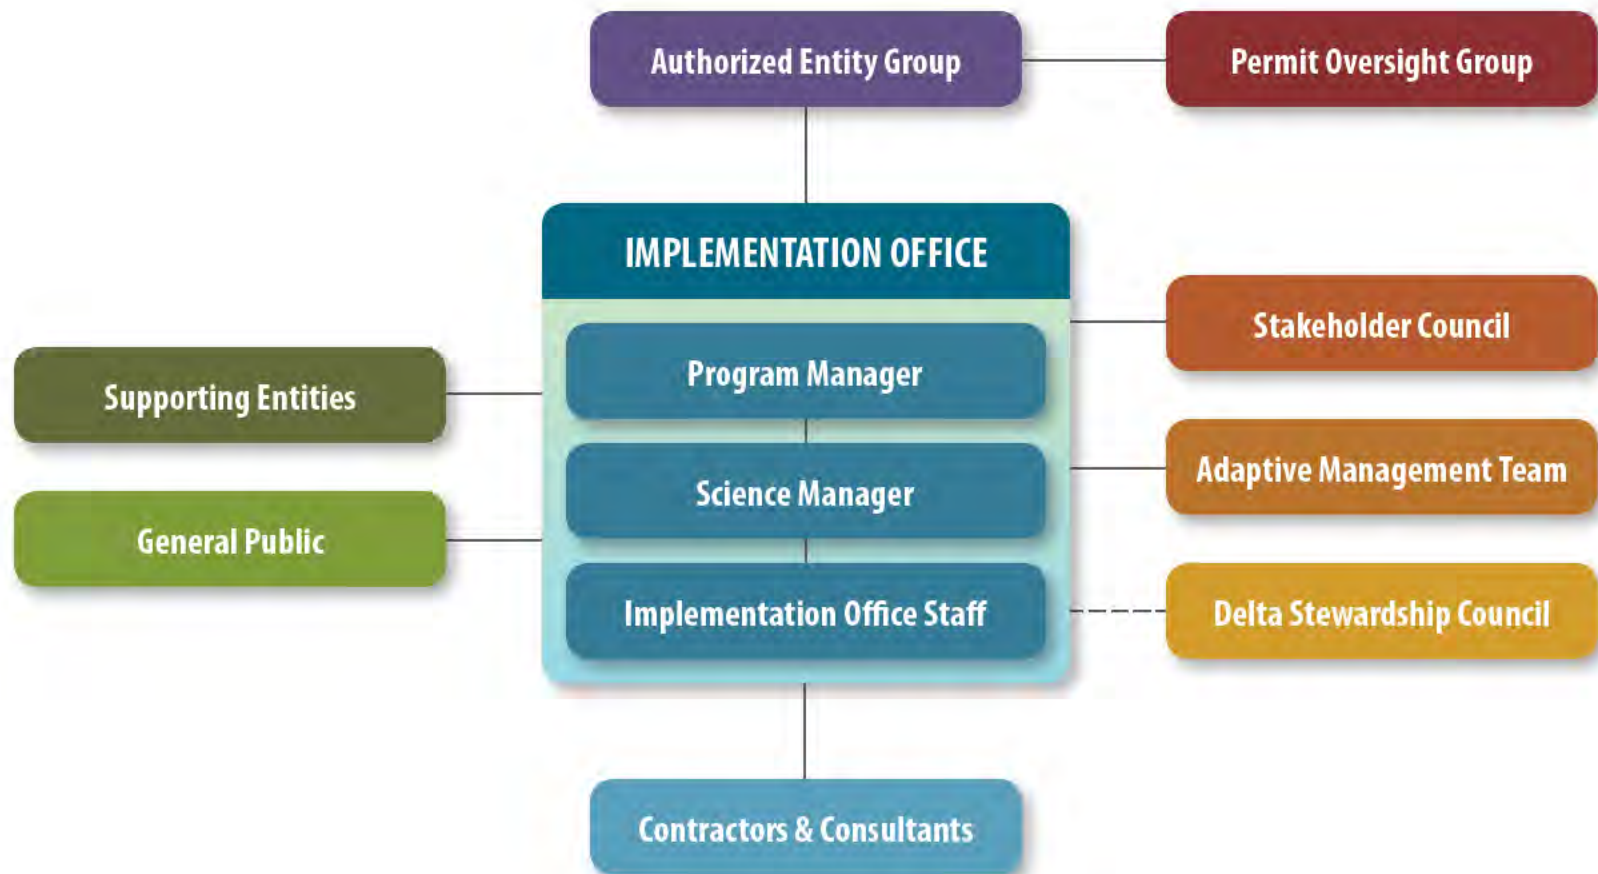 Authorized Entity Group
Permit Oversight Group
IMPLEMENTATION OFFICE
Program Manager
Science Manager
Implementation Office Staff
Supporting Entities
General Public
Stakeholder Council
Adaptive Management Team
Delta Stewardship Council
Contractors & Consultants